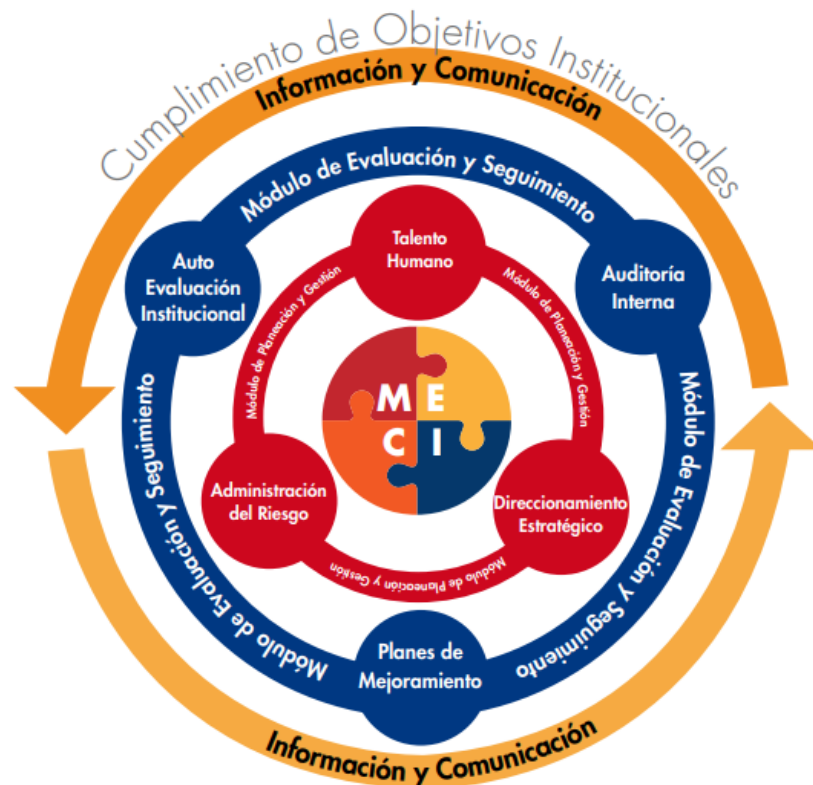 Cumplimiento de Objetivos Institucionales
Información y Comunicación
Módulo de Evaluación y Seguimiento
Talento
Humano
Auto
Evaluación
Institucional
Auditoría
Interna
Módulo de Planeación y Gestión
Módulo de Planeación y Gestión
M E
C I
Módulo de Evaluación y Seguimiento
Módulo de Evaluación y Seguimiento
Administración
del Riesgo
Direccionamiento
Estratégico
Módulo de Planeación y Gestión
Planes de
Mejoramiento
Información y Comunicación